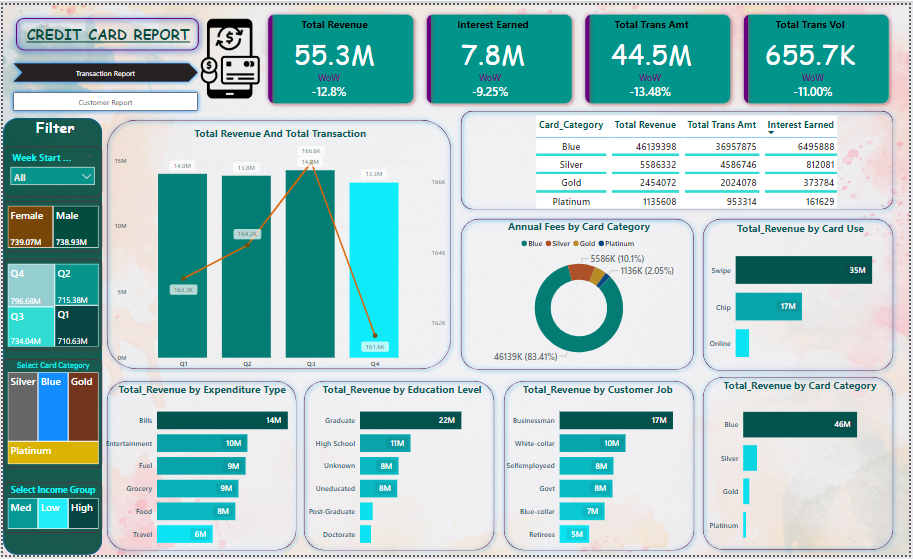 CREDIT CARD REPORT
Transaction Report
Customer Report
Total Revenue
55.3M
WoW
-12.8%
Interest Earned
7.8M
WoW
-9.25%
Total Trans Amt
44.5M
WoW
-13.48%
Total Trans Vol
655.7K
WoW
-11.00%
Filter
Week Start ...
All
Female
739.07M
Male
738.93M
Q4
796.68M
Q2
715.38M
Q3
734.04M
Q1
710.63M
Select Card Category
Silver
Blue
Gold
Platinum
Select Income Group
Med
Low
High
Total Revenue And Total Transaction
15M
10M
5M
0M
14.0M
13.8M
166.6K
13.3M
163.3K
164.2K
161.6K
166K
164K
162K
Q1
Q2
Q3
Q4
Card_Category Total Revenue Total Trans Amt Interest Earned
Blue 46139398 36957875 6495888
Silver 5586332 4586746 812081
Gold 2454072 2024078 373784
Platinum 1135608 953314 161629
Annual Fees by Card Category
Blue Silver Gold Platinum
5586K (10.1%)
1136K (2.05%)
46139K (83.41%)
Total_Revenue by Card Use
Swipe 35M
Chip 17M
Online
Total_Revenue by Expenditure Type
Bills 14M
Entertainment 10M
Fuel 9M
Grocery 9M
Food 8M
Travel 6M
Total_Revenue by Education Level
Graduate 22M
High School 11M
Unknown 8M
Uneducated 8M
Post-Graduate
Doctorate
Total_Revenue by Customer Job
Businessman 17M
White-collar 10M
Selfemployeed 8M
Govt 8M
Blue-collar 7M
Retirees 5M
Total_Revenue by Card Category
Blue 46M
Silver
Gold
Platinum